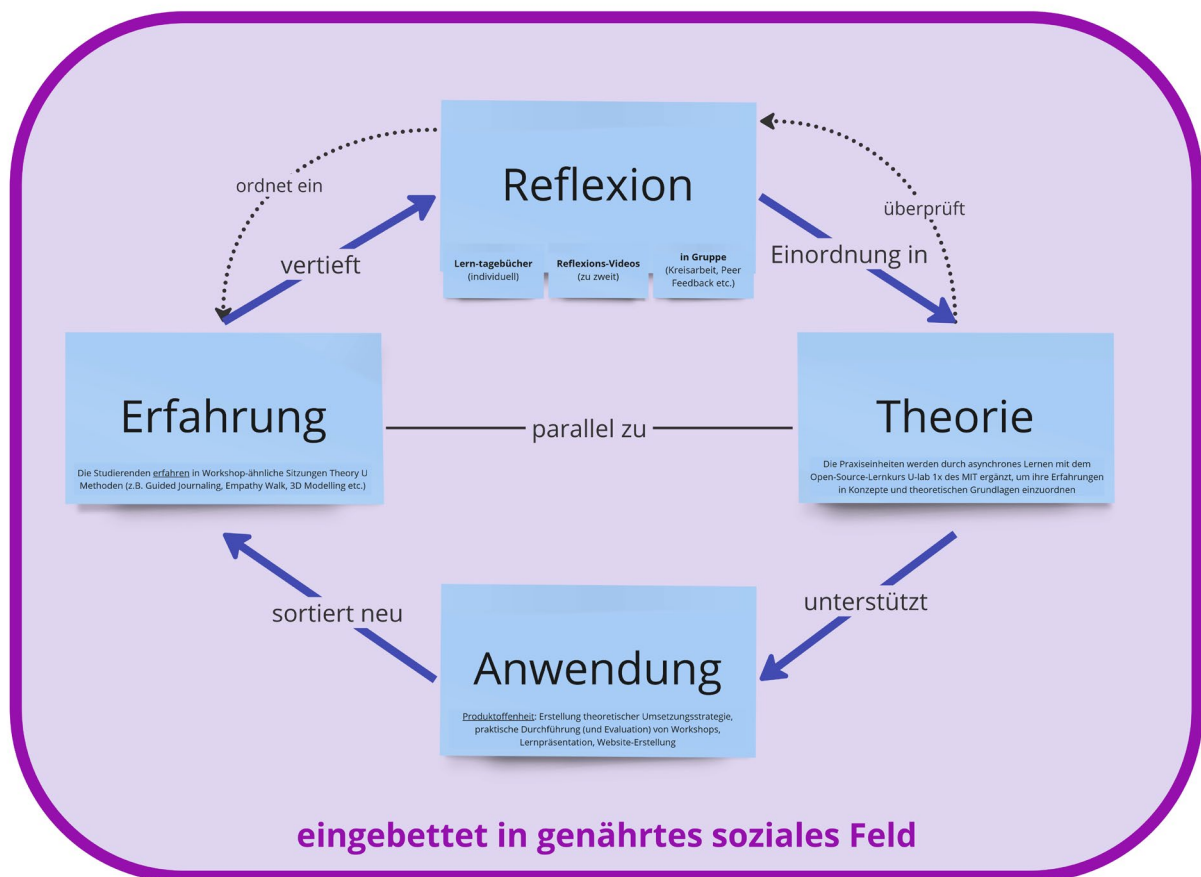 Reflexion
ordnet ein
überprüft
vertieft
Einordnung in
Lern-tagebücher
(individuell)
Reflexions-Videos
(zu zweit)
in Gruppe
(Kreisarbeit, Peer
Feedback etc.)
Erfahrung
Die Studierenden erfahren in Workshop-ähnliche Sitzungen Theory U
Methoden (z.B. Guided Journaling, Empathy Walk, 3D Modelling etc.)
parallel zu
Theorie
Die Praxiseinheiten werden durch asynchrones Lernen mit dem
Open-Source-Lernkurs U-lab 1x des MIT ergänzt, um ihre Erfahrungen
in Konzepte und theoretischen Grundlagen einzuordnen
sortiert neu
unterstützt
Anwendung
Produktoffenheit: Erstellung theoretischer Umsetzungsstrategie,
praktische Durchführung (und Evaluation) von Workshops,
Lernpräsentation, Website-Erstellung
eingebettet in genährtes soziales Feld